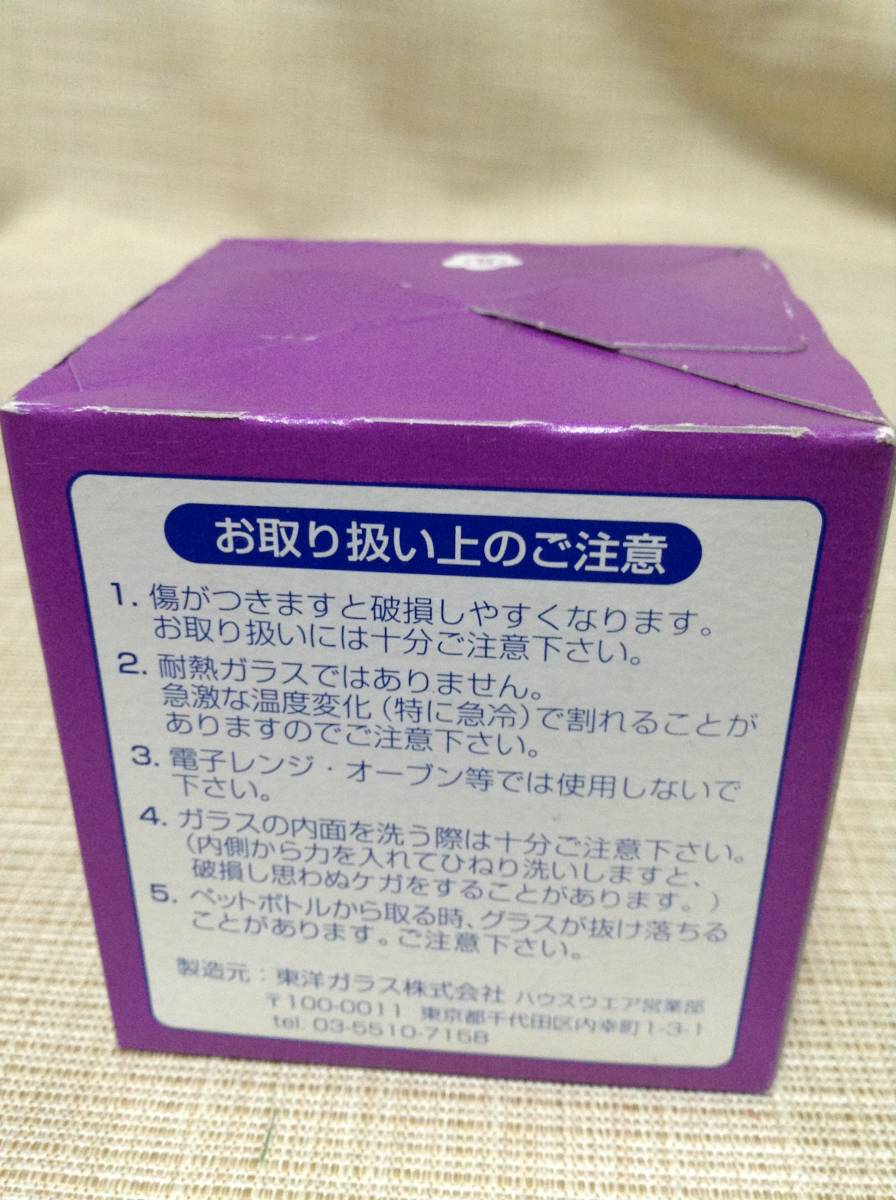 お取り扱い上のご注意
1. 傷がつきますと破損しやすくなります。
お取り扱いには十分ご注意下さい。
2. 耐熱ガラスではありません。
急激な温度変化（特に急冷）で割れることが
ありますのでご注意下さい。
3. 電子レンジ・オーブン等では使用しないで
下さい。
4. ガラスの内面を洗う際は十分ご注意下さい。
（内側から力を入れてひねり洗いしますと、
破損し思わぬケガをすることがあります。）
5. ペットボトルから取る時、グラスが抜け落ちる
ことがあります。ご注意下さい。
製造元：東洋ガラス株式会社 ハウスウエア営業部
〒100-0011 東京都千代田区内幸町1-3-1
tel. 03-5510-7158